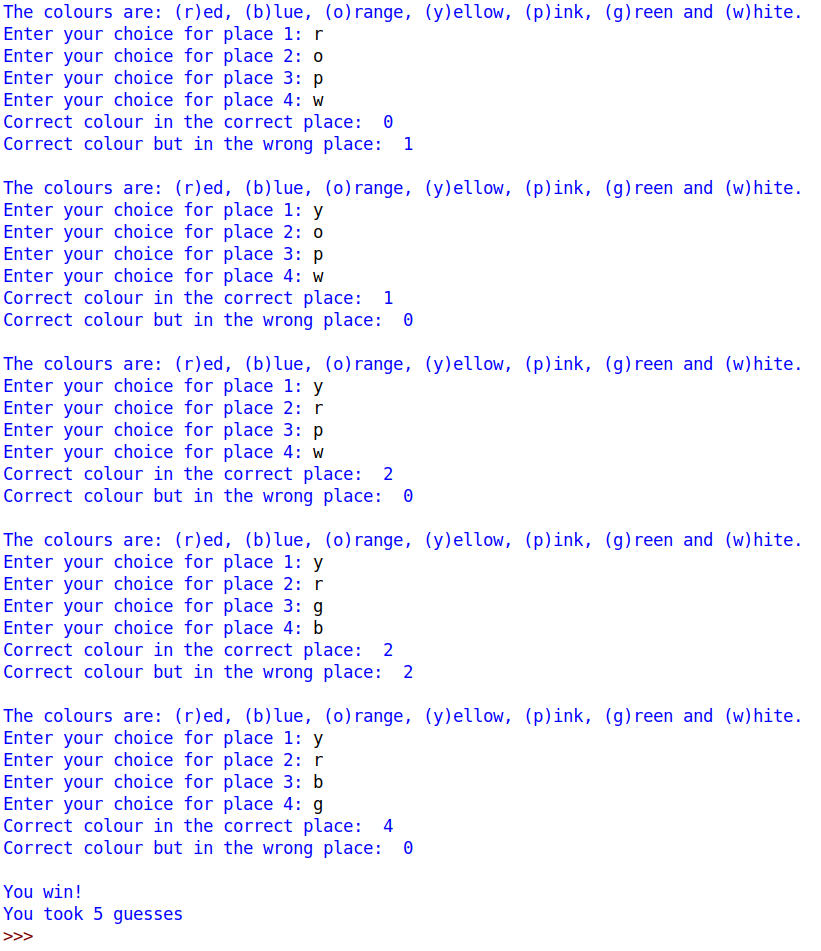 The colours are: (r)ed, (b)lue, (o)range, (y)ellow, (p)ink, (g)reen and (w)hite.
Enter your choice for place 1: r
Enter your choice for place 2: o
Enter your choice for place 3: p
Enter your choice for place 4: w
Correct colour in the correct place:  0
Correct colour but in the wrong place:  1

The colours are: (r)ed, (b)lue, (o)range, (y)ellow, (p)ink, (g)reen and (w)hite.
Enter your choice for place 1: y
Enter your choice for place 2: o
Enter your choice for place 3: p
Enter your choice for place 4: w
Correct colour in the correct place:  1
Correct colour but in the wrong place:  0

The colours are: (r)ed, (b)lue, (o)range, (y)ellow, (p)ink, (g)reen and (w)hite.
Enter your choice for place 1: y
Enter your choice for place 2: r
Enter your choice for place 3: p
Enter your choice for place 4: w
Correct colour in the correct place:  2
Correct colour but in the wrong place:  0

The colours are: (r)ed, (b)lue, (o)range, (y)ellow, (p)ink, (g)reen and (w)hite.
Enter your choice for place 1: y
Enter your choice for place 2: r
Enter your choice for place 3: g
Enter your choice for place 4: b
Correct colour in the correct place:  2
Correct colour but in the wrong place:  2

The colours are: (r)ed, (b)lue, (o)range, (y)ellow, (p)ink, (g)reen and (w)hite.
Enter your choice for place 1: y
Enter your choice for place 2: r
Enter your choice for place 3: b
Enter your choice for place 4: g
Correct colour in the correct place:  4
Correct colour but in the wrong place:  0

You win!
You took 5 guesses
>>>